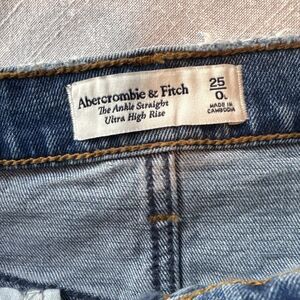 Abercrombie & Fitch
The Ankle Straight
Ultra High Rise
25
0.
MADE IN
CAMBODIA